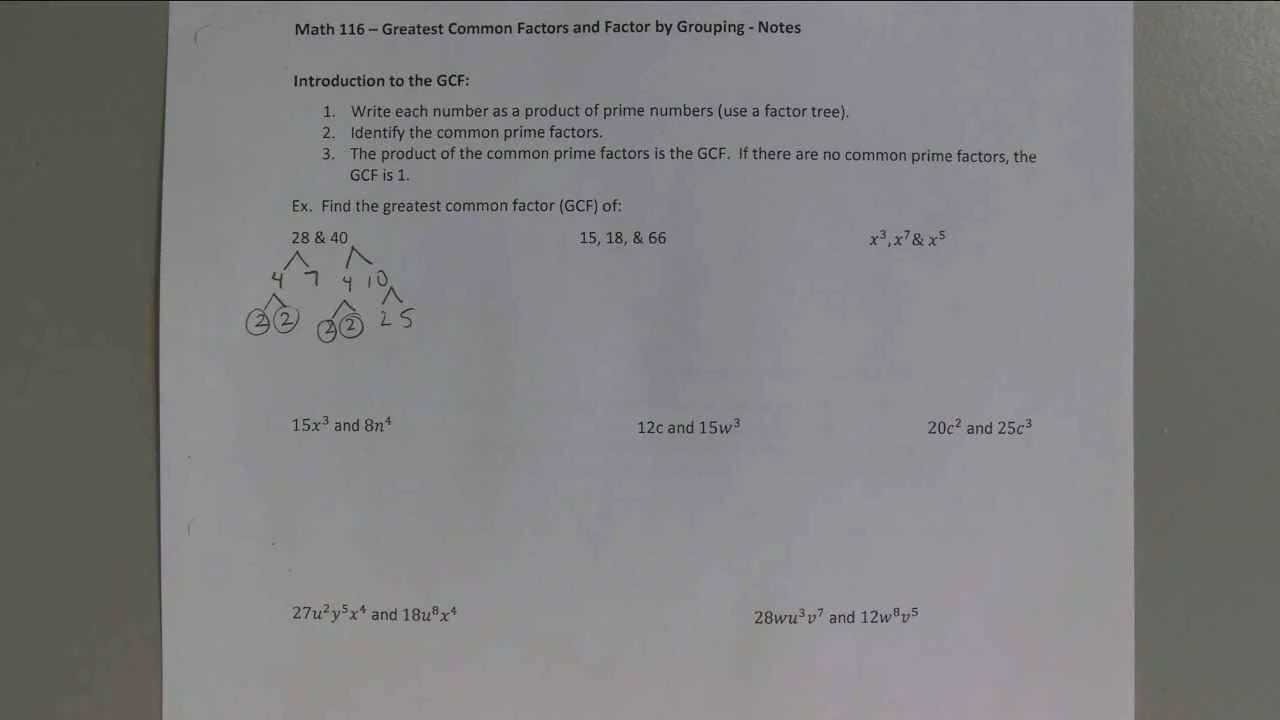 Math 116 – Greatest Common Factors and Factor by Grouping - Notes
Introduction to the GCF:
1. Write each number as a product of prime numbers (use a factor tree).
2. Identify the common prime factors.
3. The product of the common prime factors is the GCF. If there are no common prime factors, the
GCF is 1.
Ex. Find the greatest common factor (GCF) of:
28 & 40 15, 18, & 66 x³, x⁷ & x⁵
4 7 4 10
2 2 2 2 2 5
15x³ and 8n⁴ 12c and 15w³ 20c² and 25c³
27u²y⁵x⁴ and 18u⁸x⁴ 28wu³v⁷ and 12w⁸v⁵